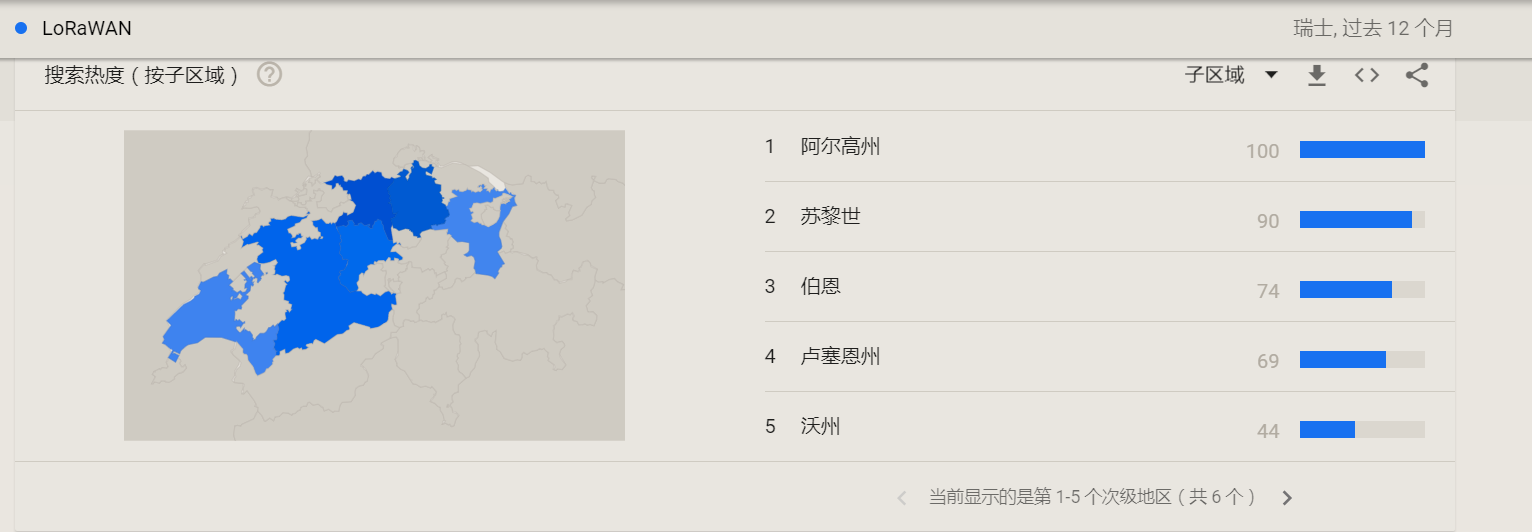 LoRaWAN
瑞士, 过去 12 个月
搜索热度（按子区域）
子区域
1 阿尔高州 100
2 苏黎世 90
3 伯恩 74
4 卢塞恩州 69
5 沃州 44
当前显示的是第 1-5 个次级地区（共 6 个）